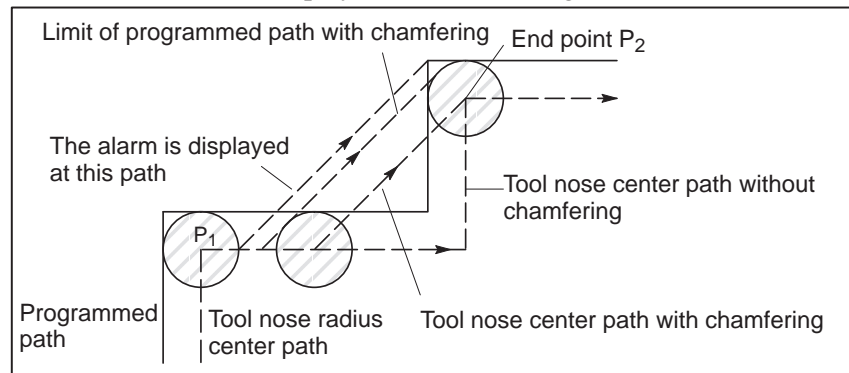 Limit of programmed path with chamfering
End point P2
The alarm is displayed
at this path
Tool nose center path without
chamfering
P1
Programmed
path
Tool nose radius
center path
Tool nose center path with chamfering